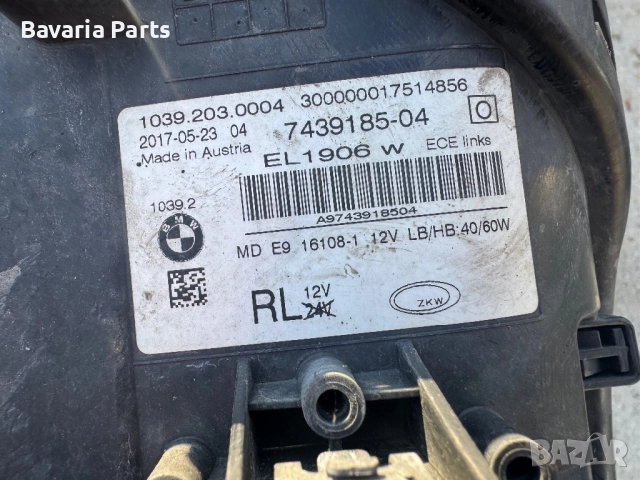 Bavaria Parts
1039.203.0004 300000017514856
2017-05-23 04 7439185-04 O
Made in Austria EL1906 W ECE links
A9743918504
1039.2
BMW
MD E9 16108-1 12V LB/HB:40/60W
RL 12V
24V
ZKW
BAZAR